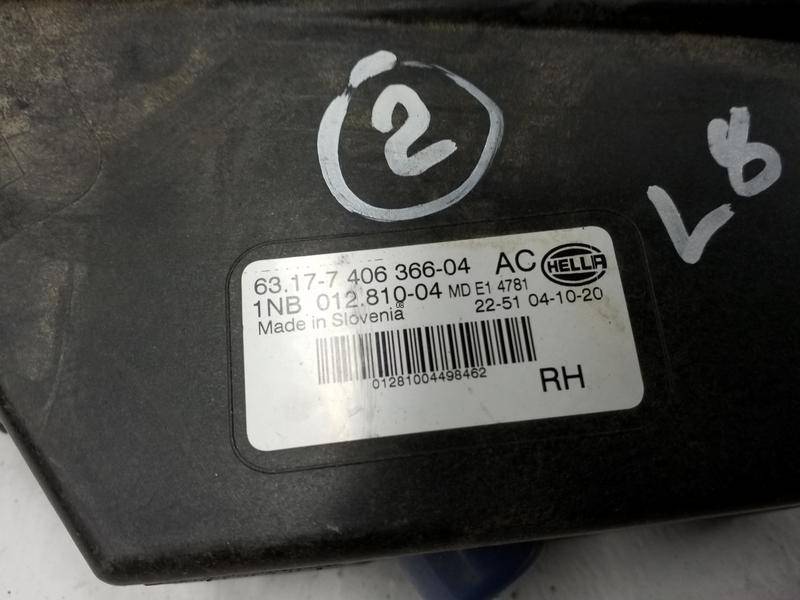 2
L8
63.17-7 406 366-04 AC HELLA
1NB 012.810-04 MD E1 4781
08
Made in Slovenia 22-51 04-10-20
01281004498462
RH